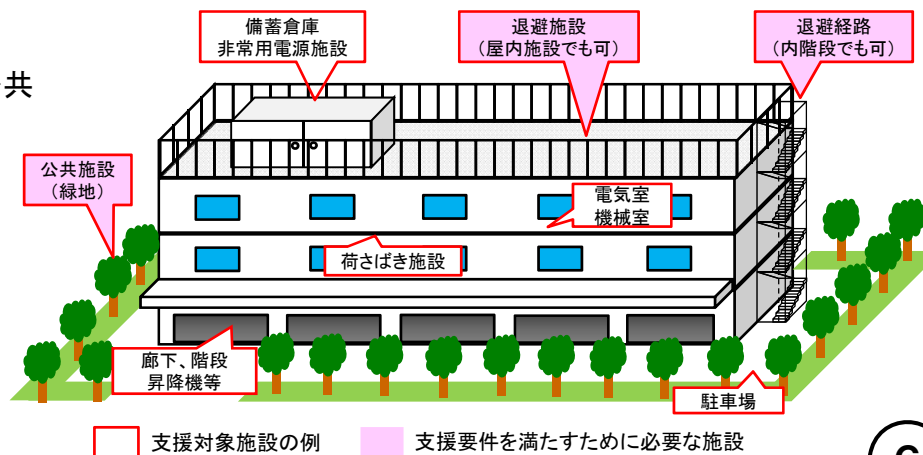 備蓄倉庫
非常用電源施設
退避施設
(屋内施設でも可)
退避経路
(内階段でも可)
共
公共施設
(緑地)
電気室
機械室
荷さばき施設
廊下、階段
昇降機等
駐車場
支援対象施設の例
支援要件を満たすために必要な施設